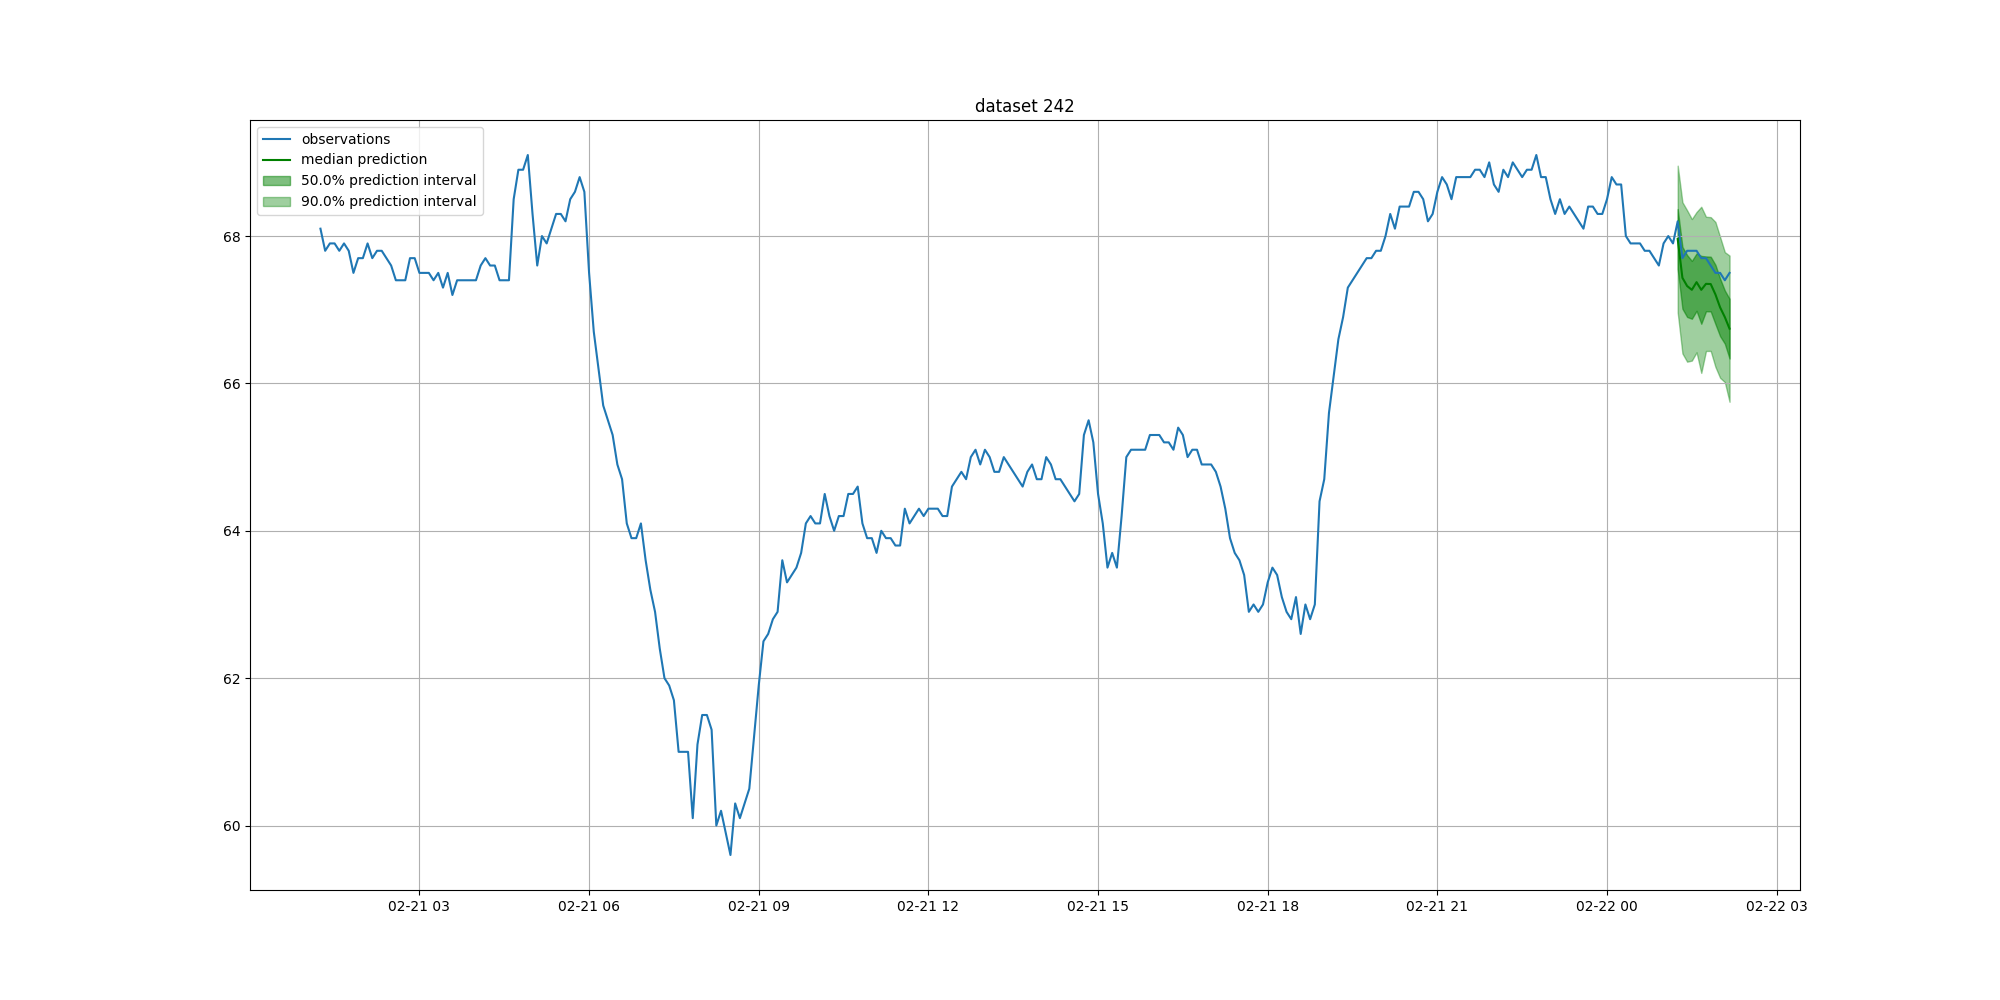 dataset 242
observations
median prediction
50.0% prediction interval
90.0% prediction interval
68
66
64
62
60
02-21 03
02-21 06
02-21 09
02-21 12
02-21 15
02-21 18
02-21 21
02-22 00
02-22 03